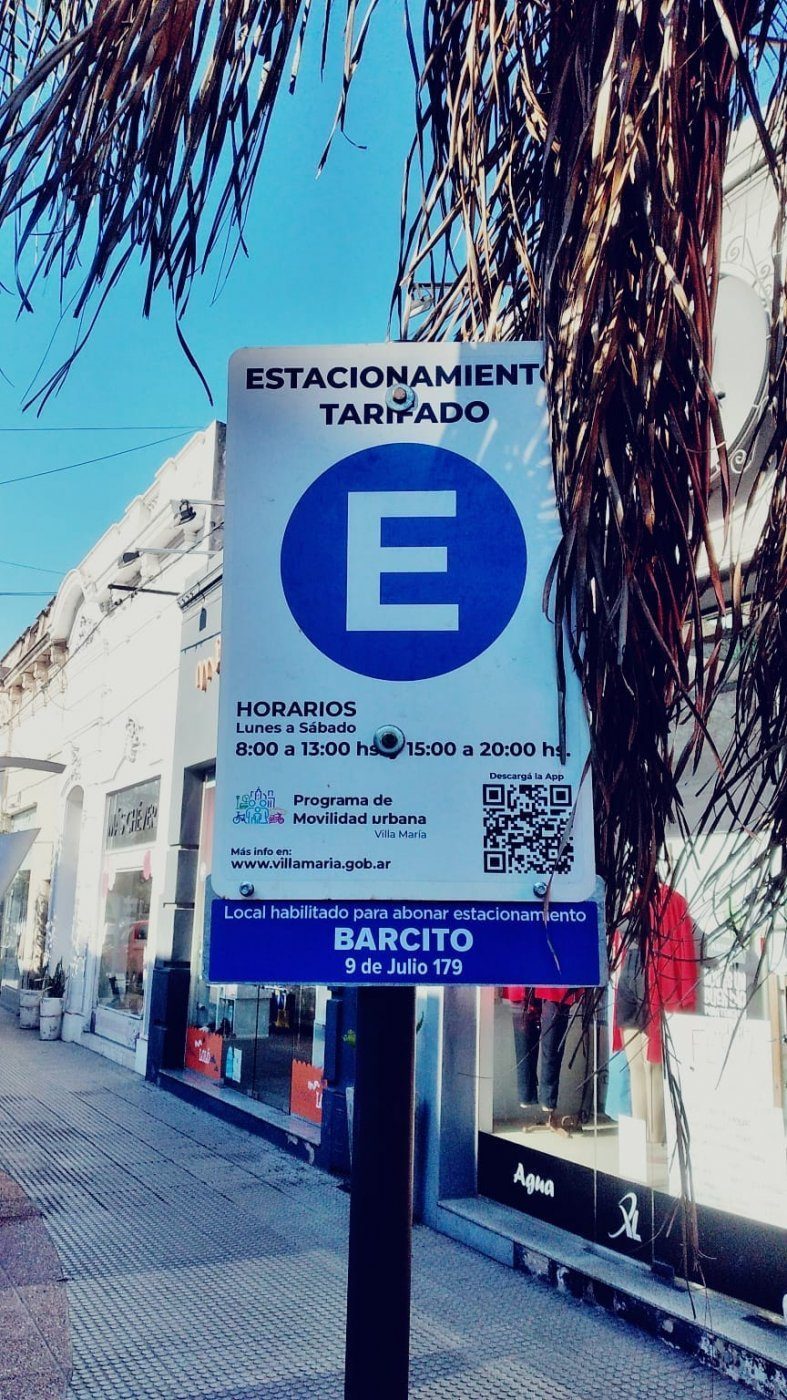 ESTACIONAMIENTO
TARIFADO
E
HORARIOS
Lunes a Sábado
8:00 a 13:00 hs. 15:00 a 20:00 hs.
Descargá la App
Programa de
Movilidad urbana
Villa María
Más info en:
www.villamaria.gob.ar
Local habilitado para abonar estacionamiento
BARCITO
9 de Julio 179
Agua
XL